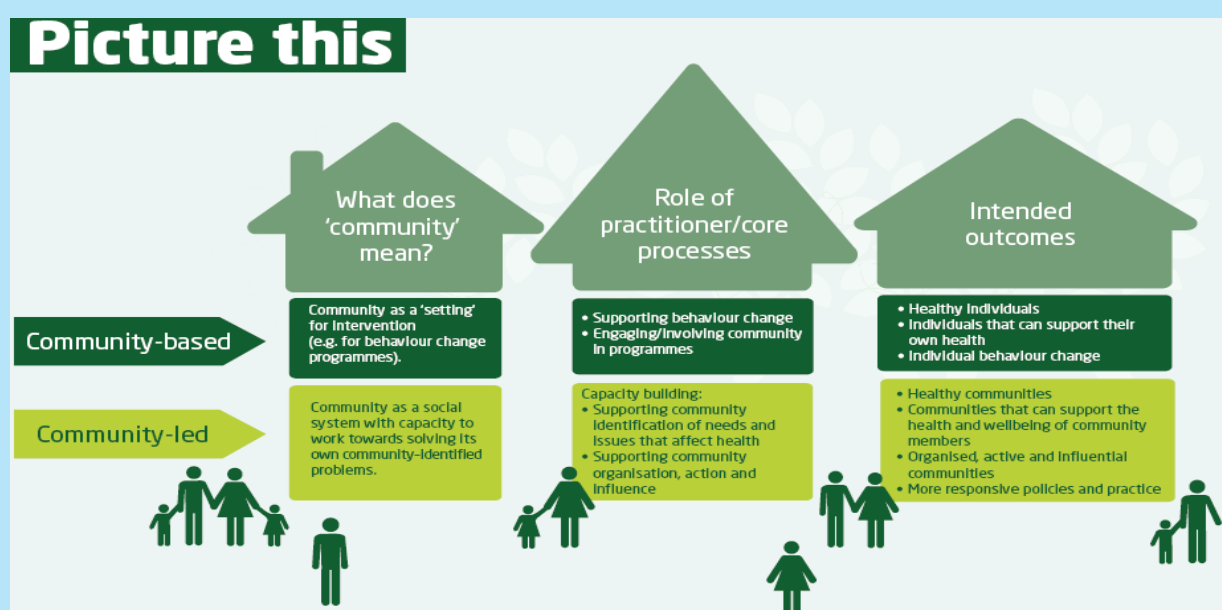 Picture this
What does
‘community’
mean?
Role of
practitioner/core
processes
Intended
outcomes
Community-based
Community as a ‘setting’
for intervention
(e.g. for behaviour change
programmes).
• Supporting behaviour change
• Engaging/involving community
in programmes
• Healthy individuals
• Individuals that can support their
own health
• Individual behaviour change
Community-led
Community as a social
system with capacity to
work towards solving its
own community-identified
problems.
Capacity building:
• Supporting community
identification of needs and
issues that affect health
• Supporting community
organisation, action and
influence
• Healthy communities
• Communities that can support the
health and wellbeing of community
members
• Organised, active and influential
communities
• More responsive policies and practice